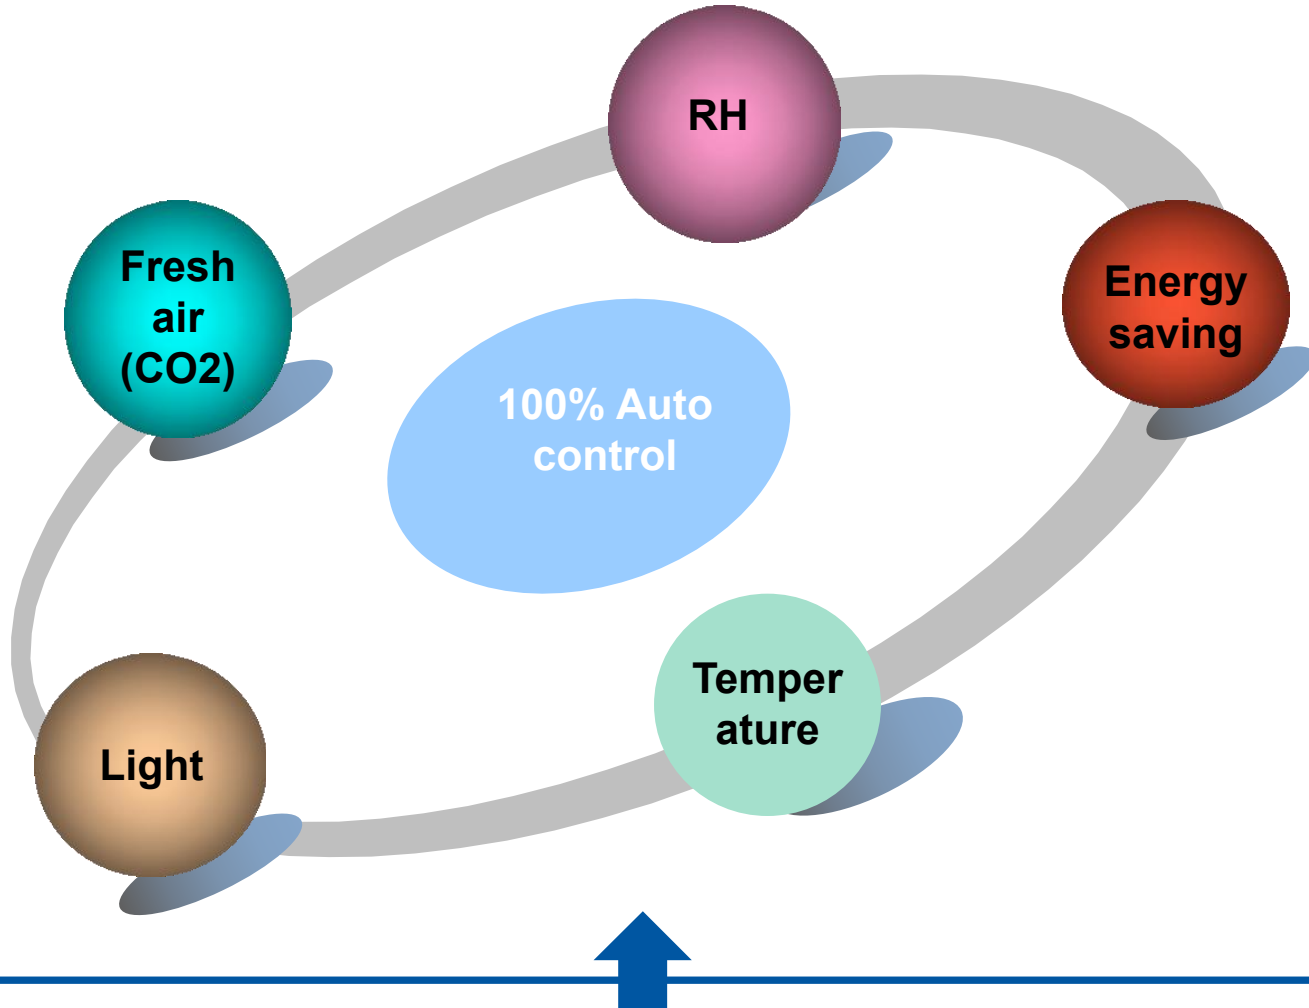 RH
Fresh
air
(CO2)
Energy
saving
100% Auto
control
Temper
ature
Light